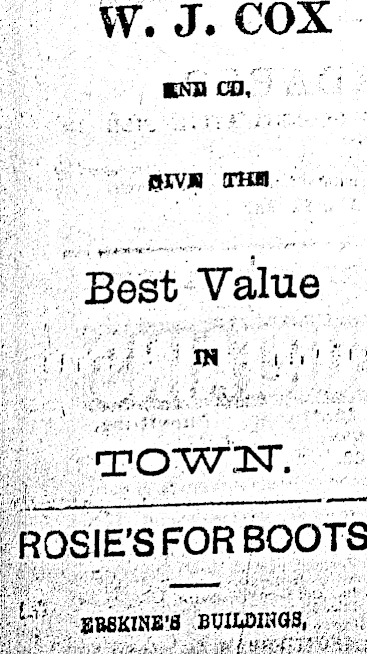 W. J. COX
AND CO,
GIVE THE
Best Value
IN
TOWN.
ROSIE'S FOR BOOTS
ERSKINE'S BUILDINGS,